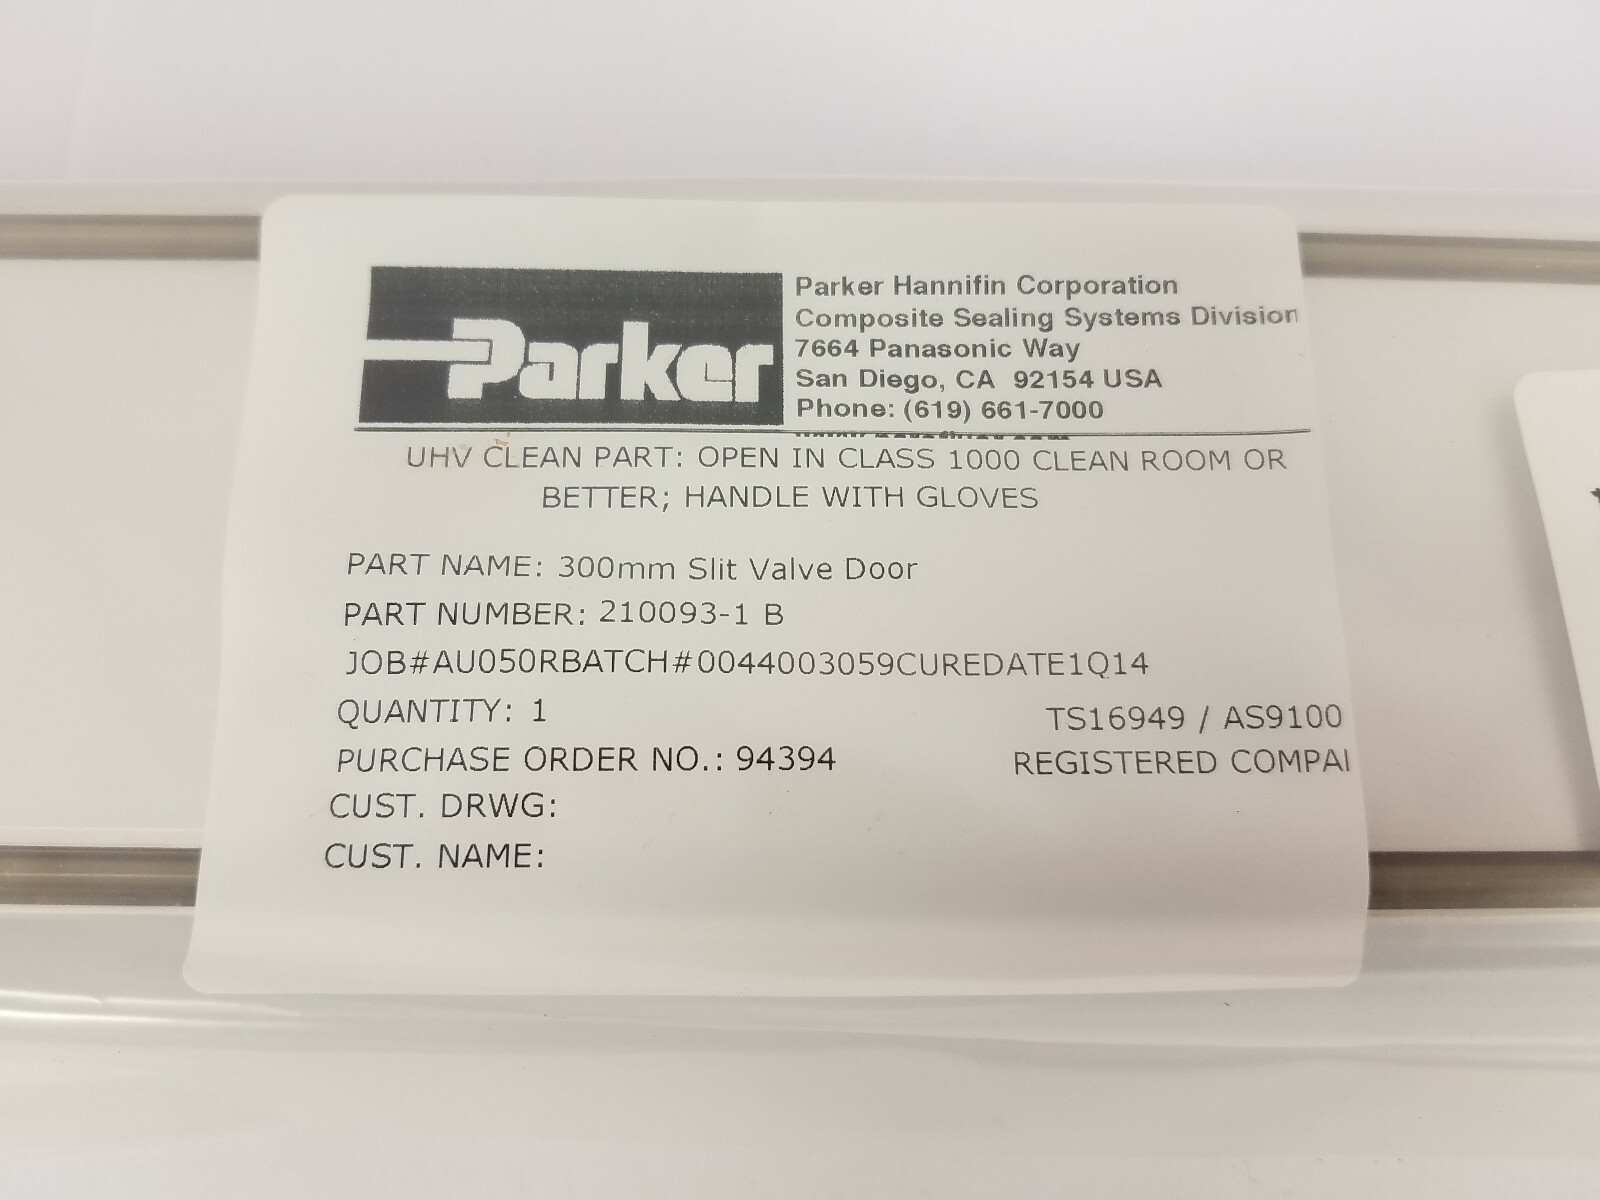 Parker
Parker Hannifin Corporation
Composite Sealing Systems Division
7664 Panasonic Way
San Diego, CA 92154 USA
Phone: (619) 661-7000
UHV CLEAN PART: OPEN IN CLASS 1000 CLEAN ROOM OR
BETTER; HANDLE WITH GLOVES
PART NAME: 300mm Slit Valve Door
PART NUMBER: 210093-1 B
JOB#AU050RBATCH#0044003059CUREDATE1Q14
QUANTITY: 1
TS16949 / AS9100
PURCHASE ORDER NO.: 94394
REGISTERED COMPA
CUST. DRWG:
CUST. NAME: